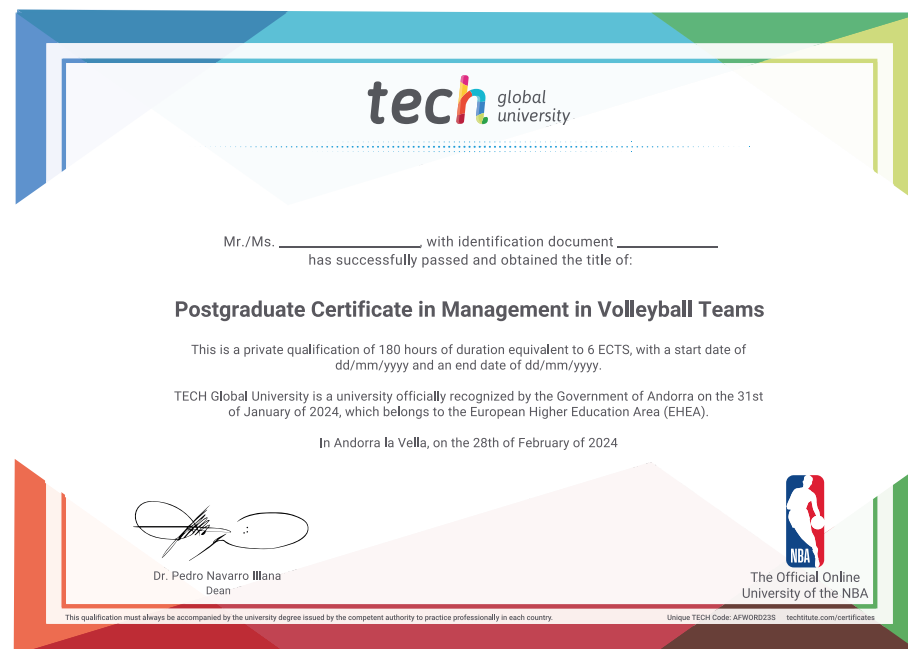 tech global university
Mr./Ms. ____________, with identification document ____________
has successfully passed and obtained the title of:
Postgraduate Certificate in Management in Volleyball Teams
This is a private qualification of 180 hours of duration equivalent to 6 ECTS, with a start date of
dd/mm/yyyy and an end date of dd/mm/yyyy.
TECH Global University is a university officially recognized by the Government of Andorra on the 31st
of January of 2024, which belongs to the European Higher Education Area (EHEA).
In Andorra la Vella, on the 28th of February of 2024
Dr. Pedro Navarro Illana
Dean
NBA
The Official Online
University of the NBA
This qualification must always be accompanied by the university degree issued by the competent authority to practice professionally in each country.
Unique TECH Code: AFWORD23S techtitute.com/certificates